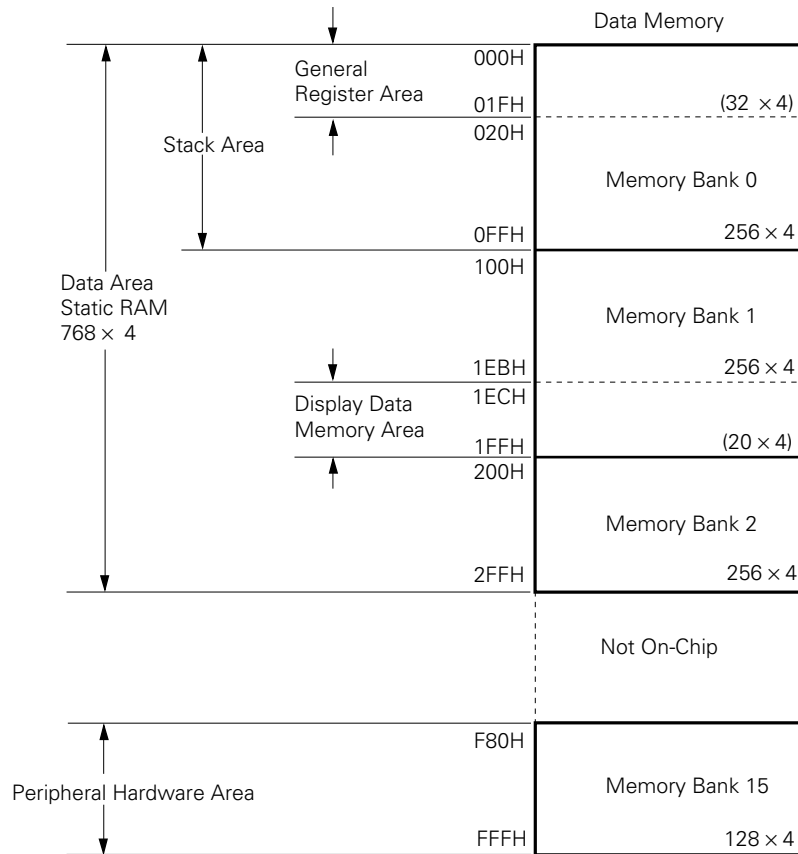 Data Memory
000H
General
Register Area
01FH
(32 × 4)
020H
Stack Area
Memory Bank 0
0FFH
256 × 4
100H
Data Area
Static RAM
768 × 4
Memory Bank 1
1EBH
256 × 4
1ECH
Display Data
Memory Area
1FFH
(20 × 4)
200H
Memory Bank 2
2FFH
256 × 4
Not On-Chip
F80H
Peripheral Hardware Area
Memory Bank 15
FFFH
128 × 4